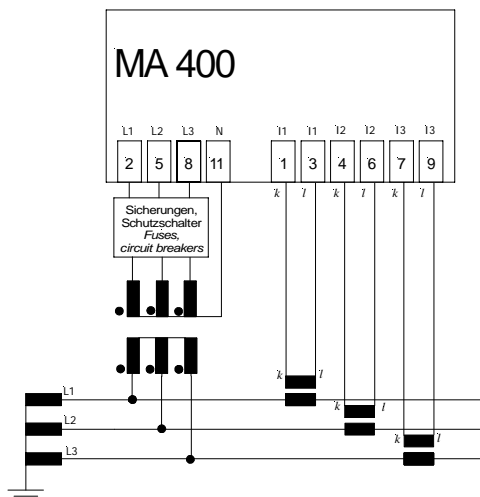 MA 400
L1 L2 L3 N I1 I1 I2 I2 I3 I3
2 5 8 11 1 3 4 6 7 9
k l k l k l
Sicherungen,
Schutzschalter
Fuses,
circuit breakers
k l
L1
k l
L2
k l
L3